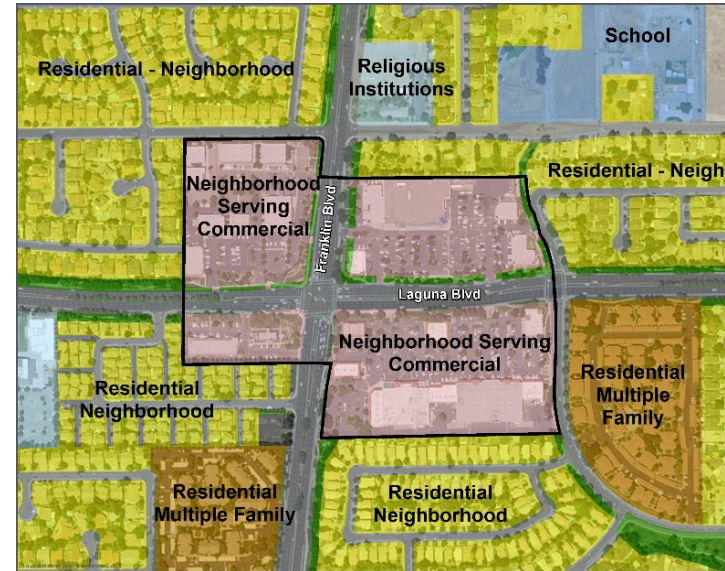 School
Residential - Neighborhood
Religious
Institutions
Residential - Neigh
Neighborhood
Serving
Commercial
Franklin Blvd
Laguna Blvd
Neighborhood Serving
Commercial
Residential
Multiple
Family
Residential
Neighborhood
Residential
Multiple Family
Residential
Neighborhood